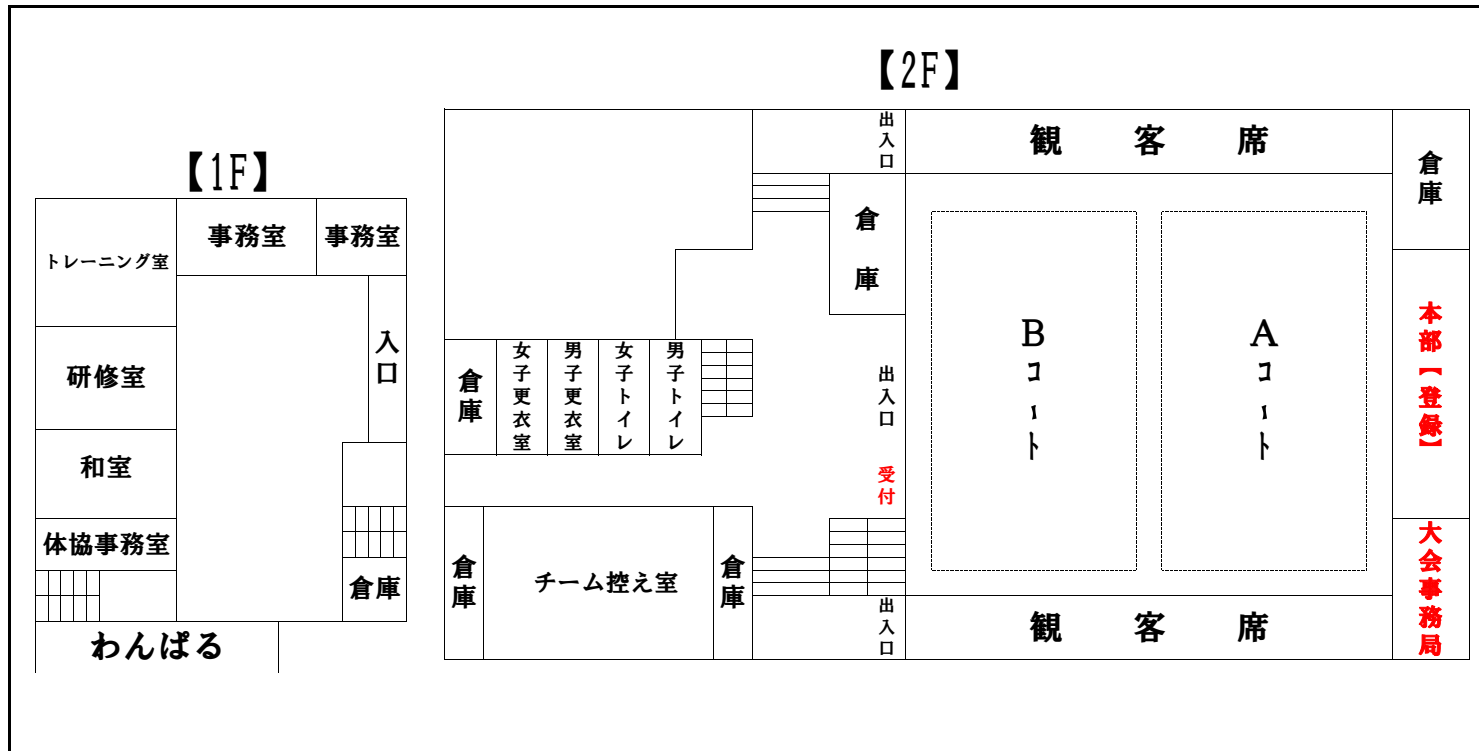 【2F】
【1F】
トレーニング室
事務室
事務室
入口
研修室
和室
体協事務室
倉庫
わんぱる
出入口
観客席
倉庫
倉庫
Bコート
Aコート
本部【登録】
倉庫
女子更衣室
男子更衣室
女子トイレ
男子トイレ
出入口
受付
倉庫
チーム控え室
倉庫
出入口
観客席
大会事務局